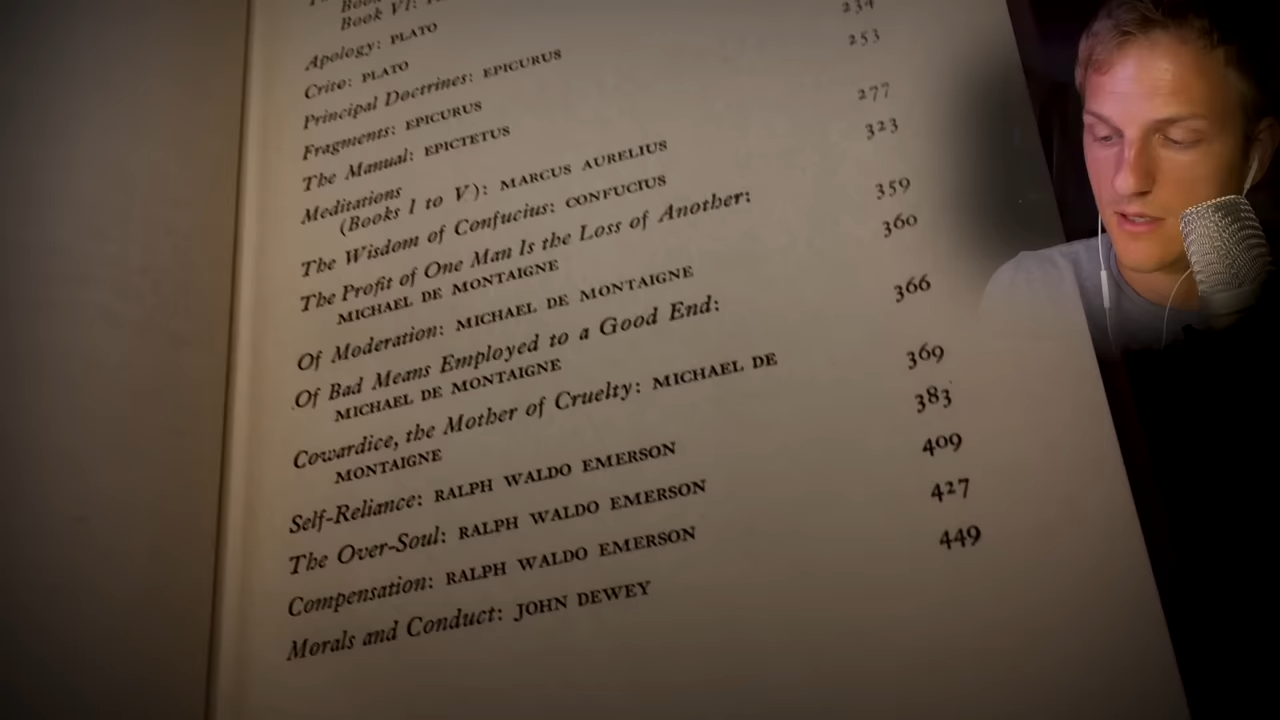 Book
Book VI:
Apology: PLATO
Crito: PLATO 234
Principal Doctrines: EPICURUS 253
Fragments: EPICURUS
The Manual: EPICTETUS 277
Meditations
(Books I to V): MARCUS AURELIUS 323
The Wisdom of Confucius: CONFUCIUS 359
The Profit of One Man Is the Loss of Another:
MICHAEL DE MONTAIGNE 360
Of Moderation: MICHAEL DE MONTAIGNE
Of Bad Means Employed to a Good End: 366
MICHAEL DE MONTAIGNE
Cowardice, the Mother of Cruelty: MICHAEL DE 369
MONTAIGNE
Self-Reliance: RALPH WALDO EMERSON 383
The Over-Soul: RALPH WALDO EMERSON 409
Compensation: RALPH WALDO EMERSON 427
Morals and Conduct: JOHN DEWEY 449